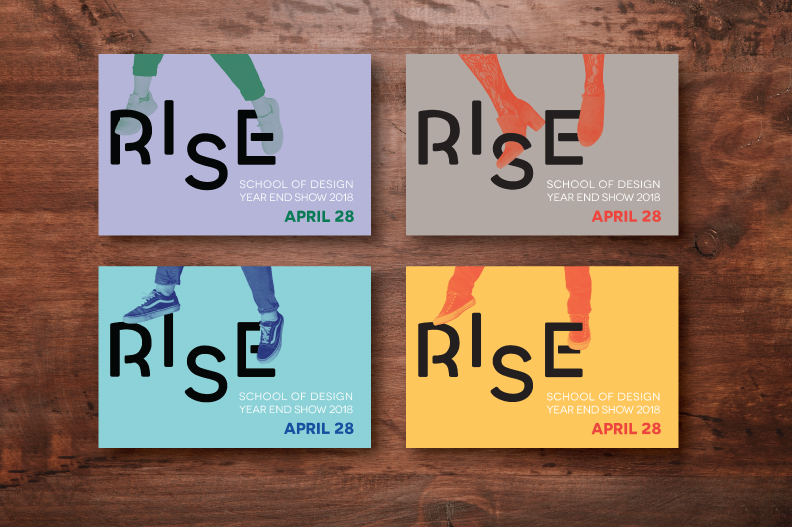 RISE
SCHOOL OF DESIGN
YEAR END SHOW 2018
APRIL 28
RISE
SCHOOL OF DESIGN
YEAR END SHOW 2018
APRIL 28
RISE
SCHOOL OF DESIGN
YEAR END SHOW 2018
APRIL 28
RISE
SCHOOL OF DESIGN
YEAR END SHOW 2018
APRIL 28